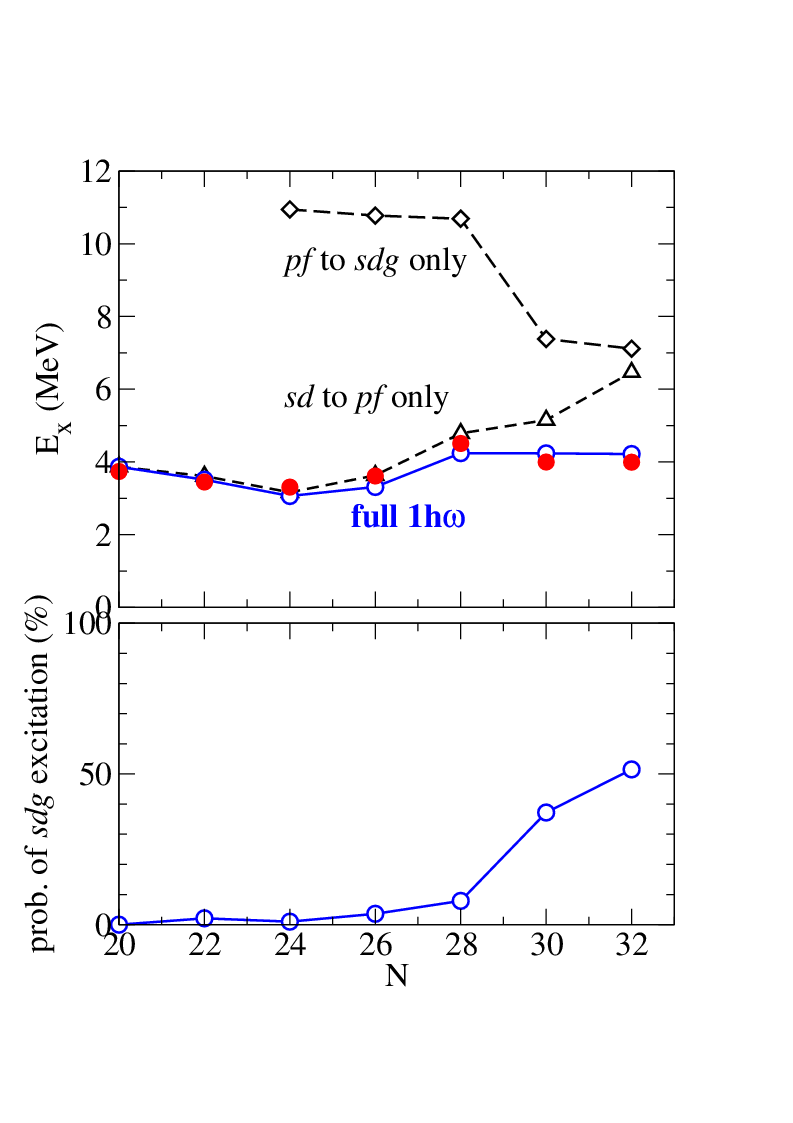 12
10
8
6
4
2
0
E_x (MeV)
pf to sdg only
sd to pf only
full 1hω
100
50
0
prob. of sdg excitation (%)
20 22 24 26 28 30 32
N